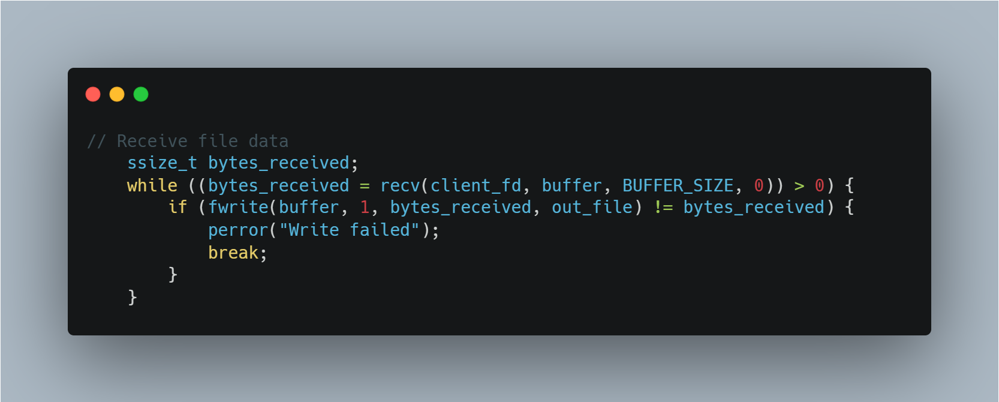 // Receive file data
    ssize_t bytes_received;
    while ((bytes_received = recv(client_fd, buffer, BUFFER_SIZE, 0)) > 0) {
        if (fwrite(buffer, 1, bytes_received, out_file) != bytes_received) {
            perror("Write failed");
            break;
        }
    }